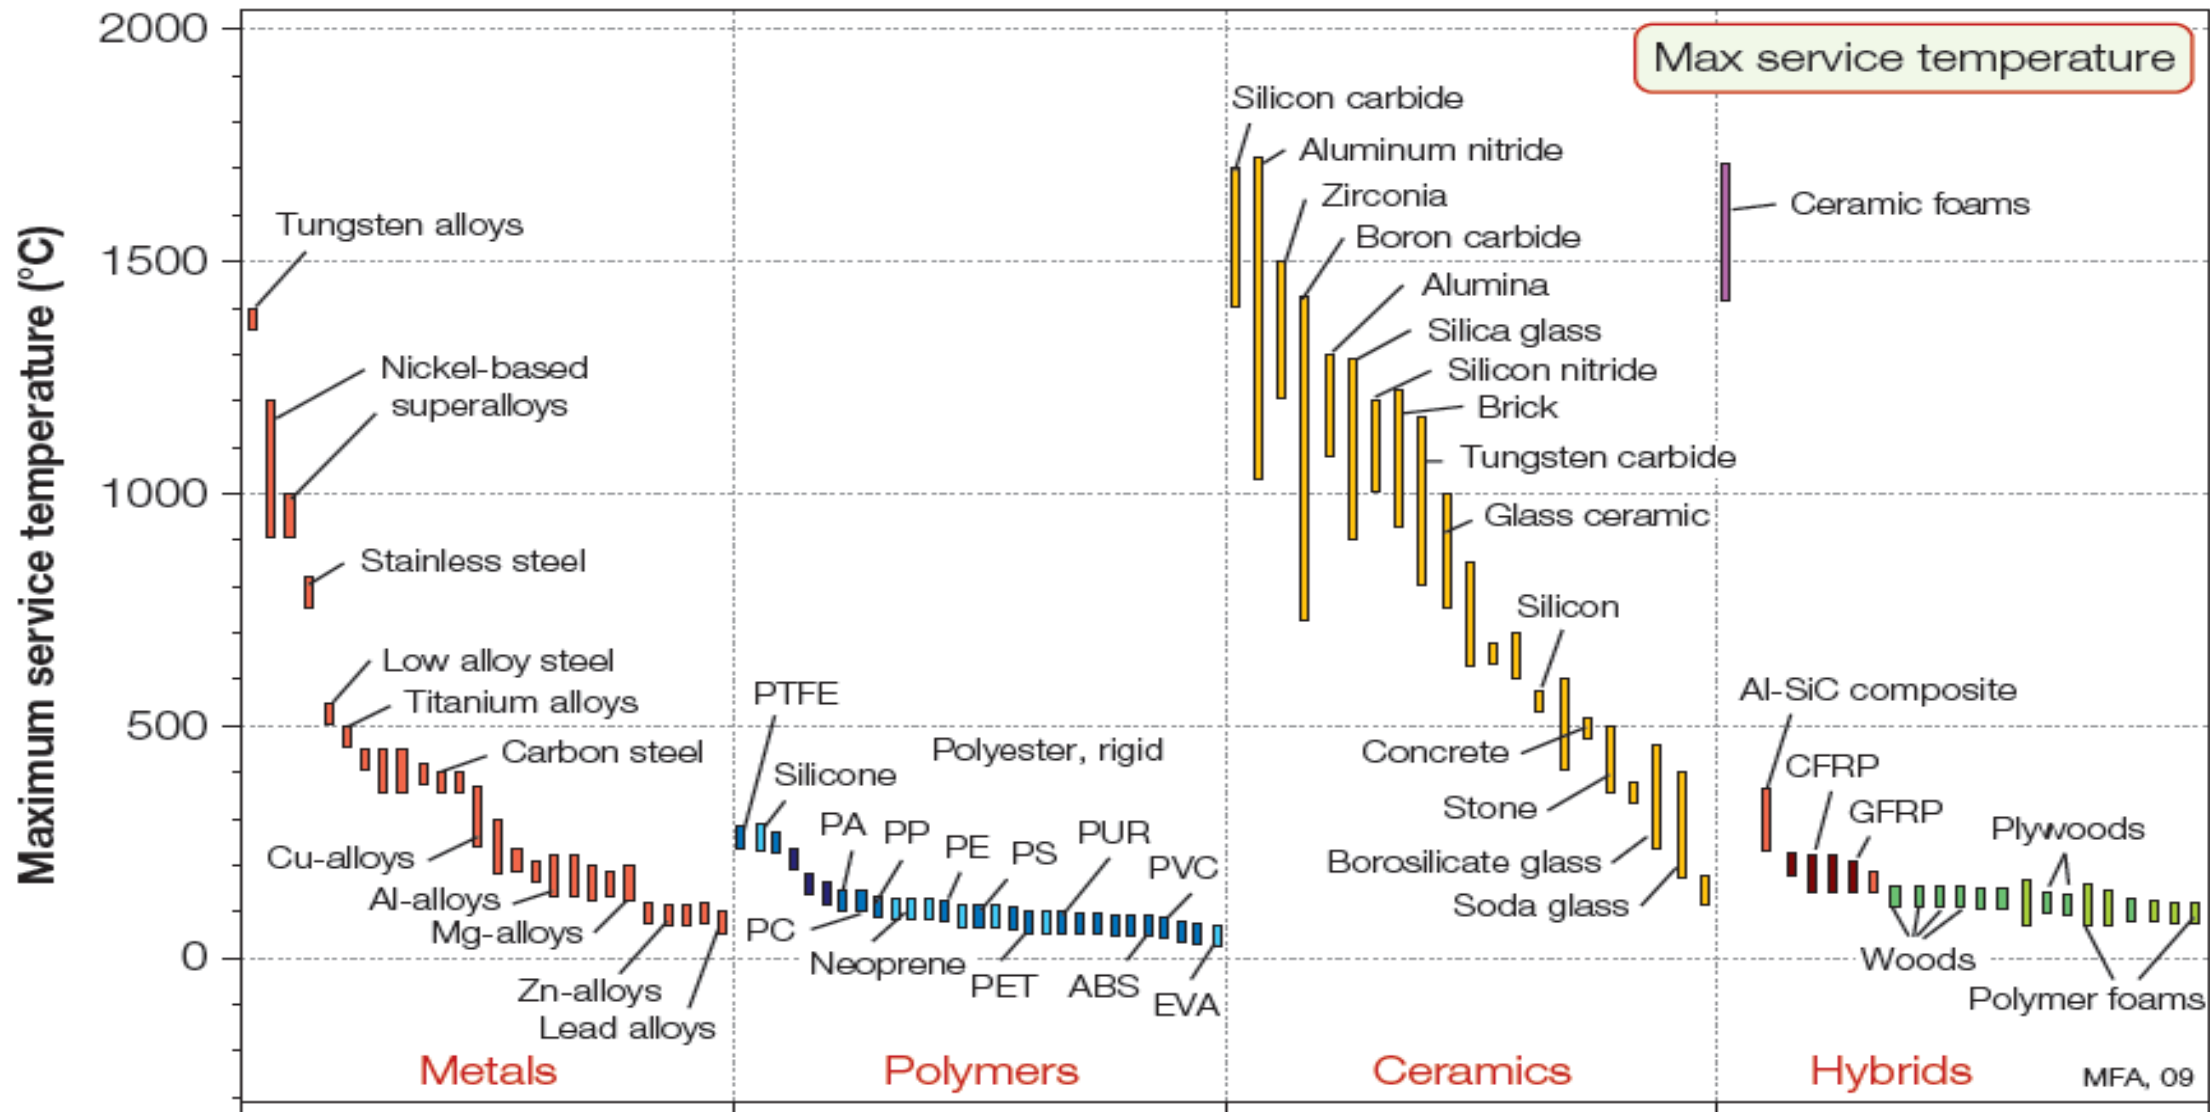 Max service temperature
Maximum service temperature (°C)
2000
1500
1000
500
0
Tungsten alloys
Nickel-based
superalloys
Stainless steel
Low alloy steel
Titanium alloys
Carbon steel
Cu-alloys
Al-alloys
Mg-alloys
Zn-alloys
Lead alloys
PTFE
Silicone
Polyester, rigid
PA
PP
PE
PS
PUR
PVC
PC
Neoprene
PET
ABS
EVA
Silicon carbide
Aluminum nitride
Zirconia
Boron carbide
Alumina
Silica glass
Silicon nitride
Brick
Tungsten carbide
Glass ceramic
Silicon
Concrete
Stone
Borosilicate glass
Soda glass
Ceramic foams
Al-SiC composite
CFRP
GFRP
Plywoods
Woods
Polymer foams
Metals
Polymers
Ceramics
Hybrids
MFA, 09